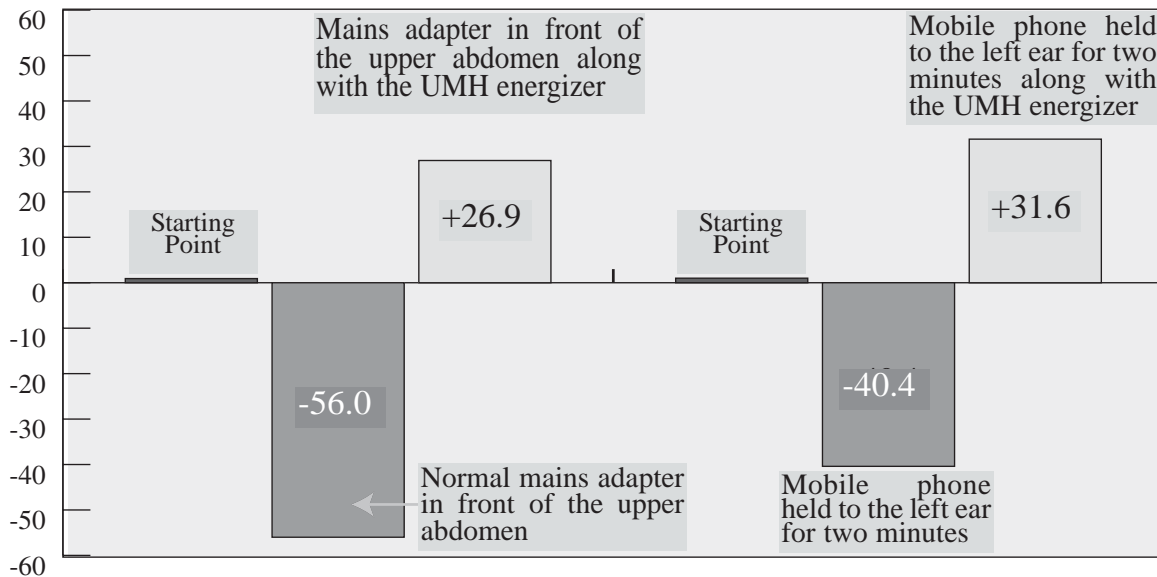 60
50
40
30
20
10
0
-10
-20
-30
-40
-50
-60
Mains adapter in front of
the upper abdomen along
with the UMH energizer
Mobile phone held
to the left ear for two
minutes along with
the UMH energizer
Starting
Point
+26.9
Starting
Point
+31.6
-56.0
-40.4
Normal mains adapter
in front of the upper
abdomen
Mobile phone
held to the left ear
for two minutes